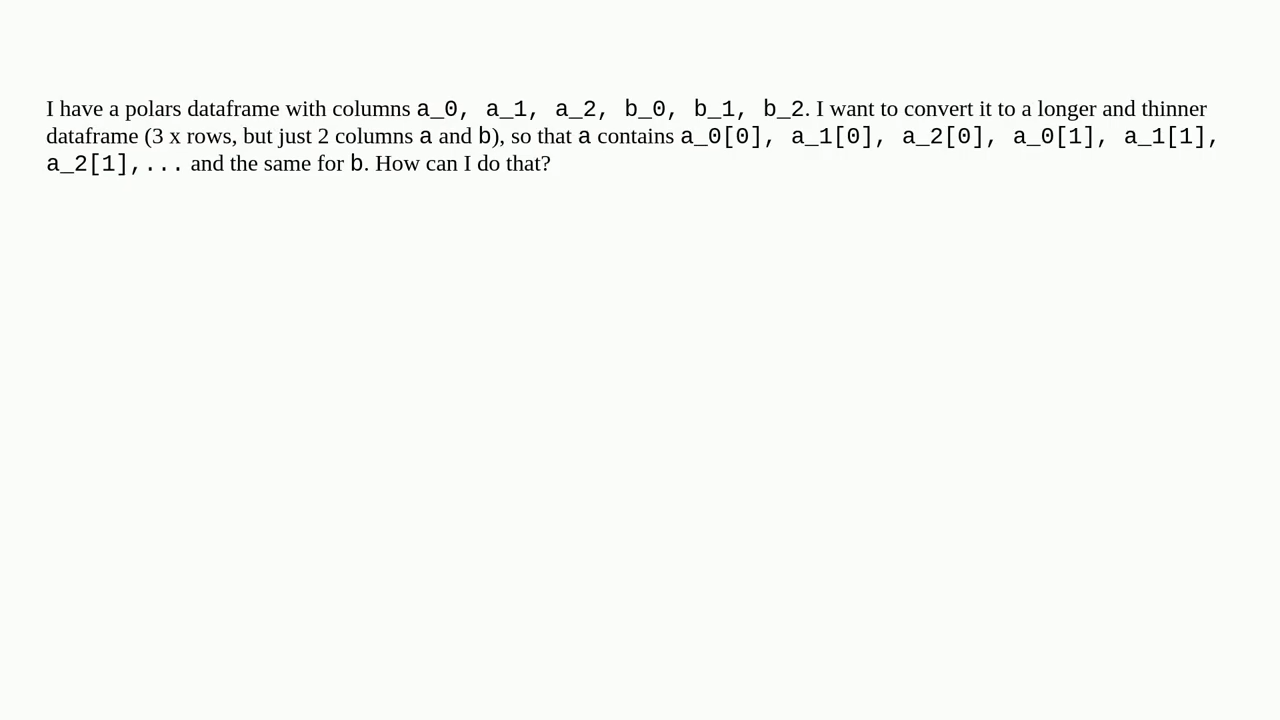 I have a polars dataframe with columns a_0, a_1, a_2, b_0, b_1, b_2. I want to convert it to a longer and thinner
dataframe (3 x rows, but just 2 columns a and b), so that a contains a_0[0], a_1[0], a_2[0], a_0[1], a_1[1],
a_2[1],... and the same for b. How can I do that?